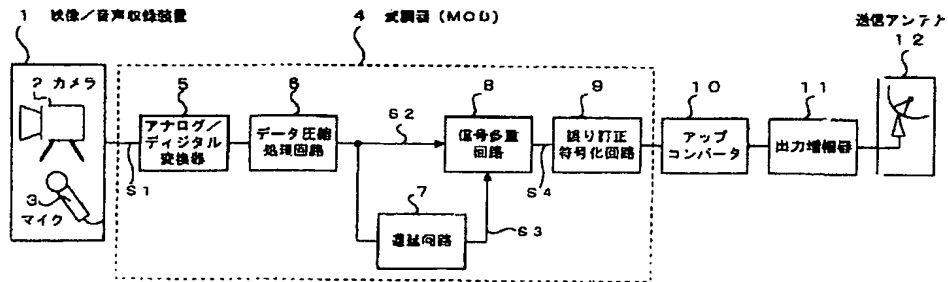 1 映像／音声収録装置
4 変調器 (MOD)
送信アンテナ
12
2 カメラ
5
6
8
9
10
11
アナログ／
ディジタル
変換器
データ圧縮
処理回路
S2
信号多重
回路
誤り訂正
符号化回路
アップ
コンバータ
出力増幅器
S1
S4
3
マイク
7
遅延回路
S3